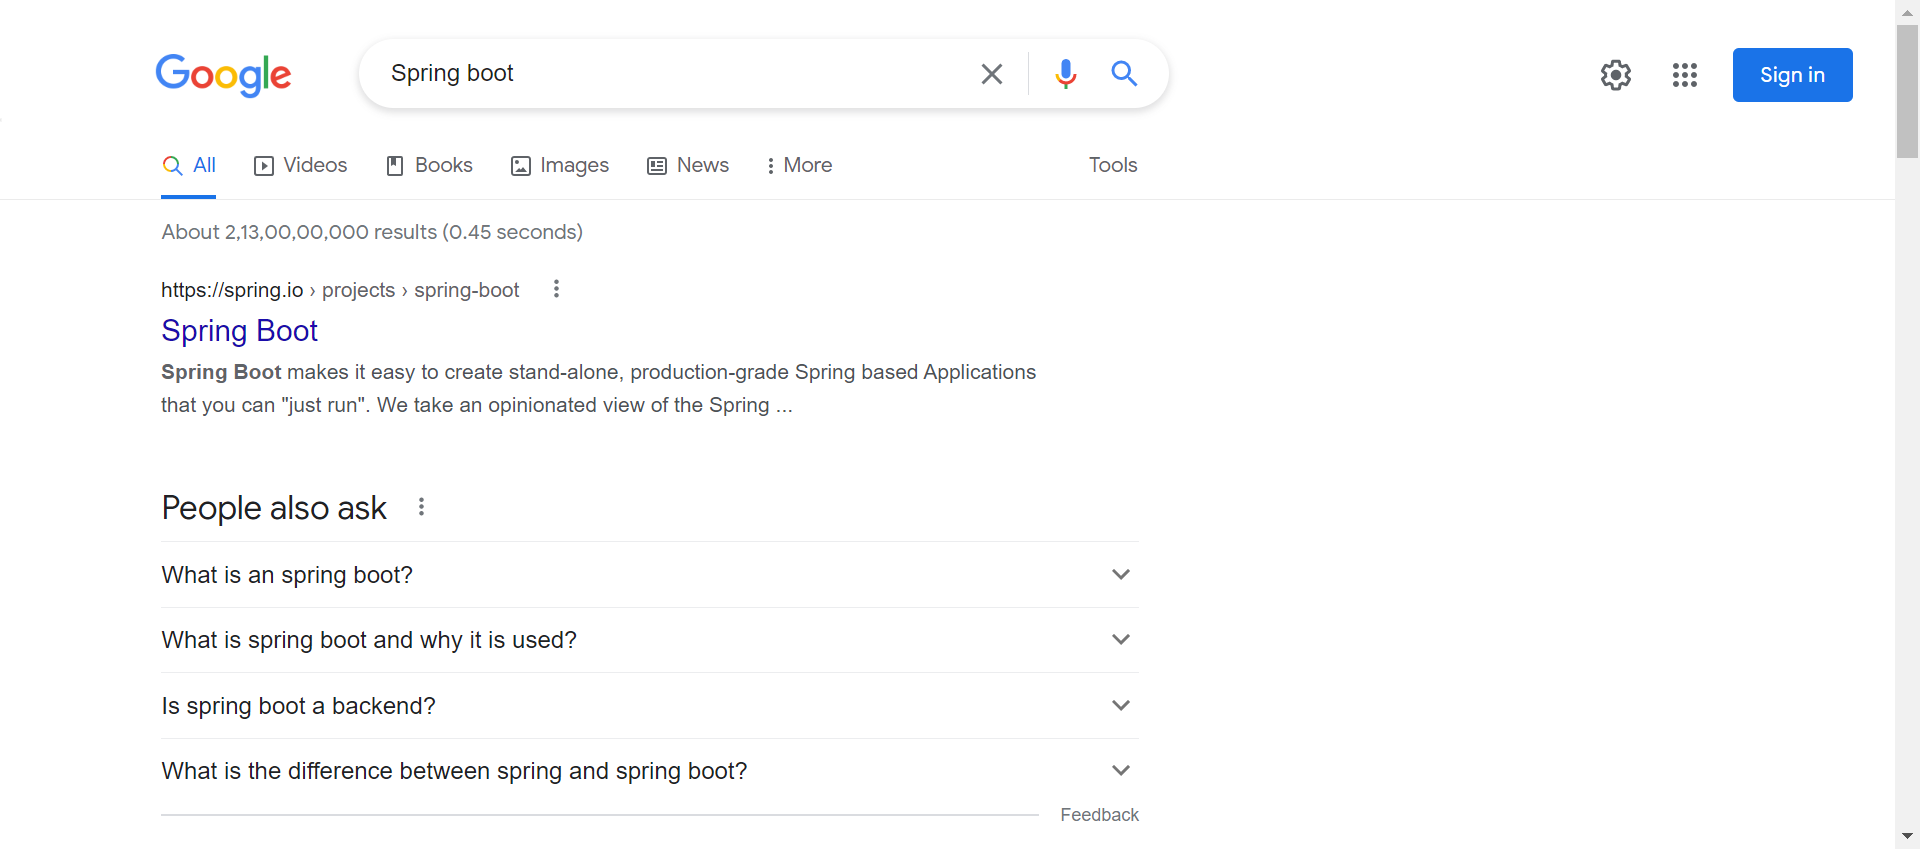 Google
Spring boot
Sign in
All
Videos
Books
Images
News
More
Tools
About 2,13,00,00,000 results (0.45 seconds)
https://spring.io › projects › spring-boot
Spring Boot
Spring Boot makes it easy to create stand-alone, production-grade Spring based Applications
that you can "just run". We take an opinionated view of the Spring ...
People also ask
What is an spring boot?
What is spring boot and why it is used?
Is spring boot a backend?
What is the difference between spring and spring boot?
Feedback